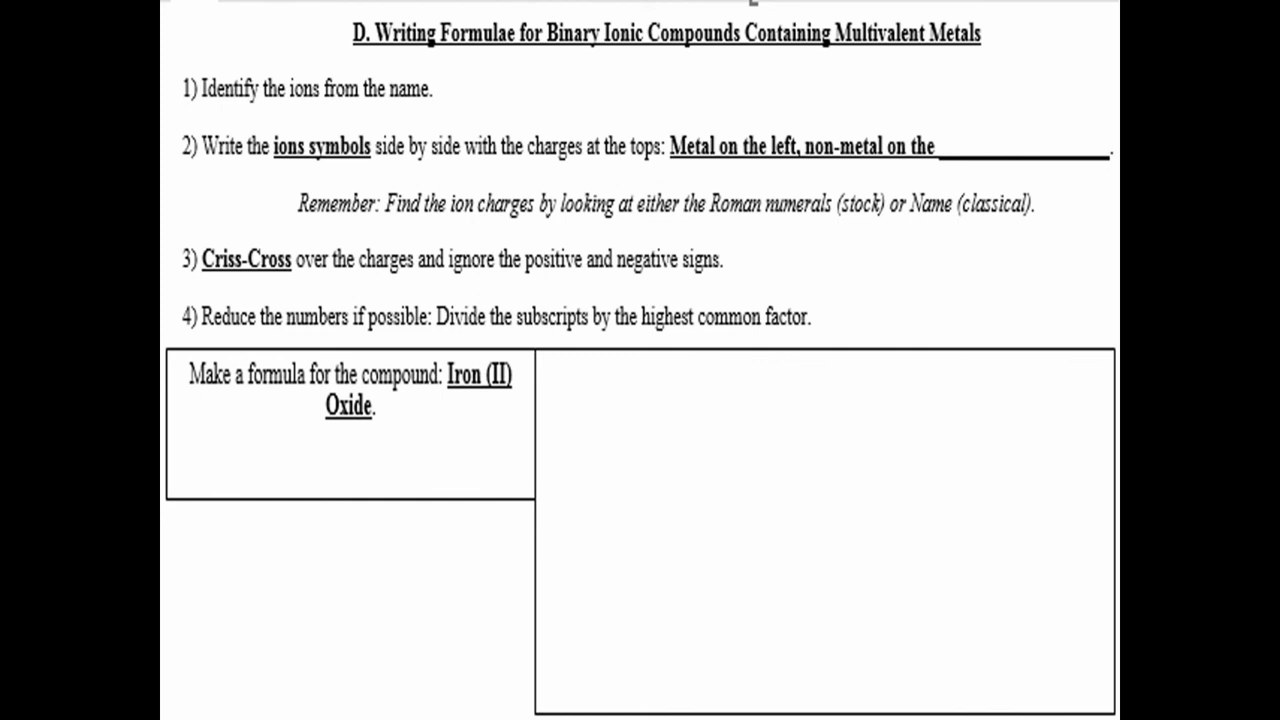 D. Writing Formulae for Binary Ionic Compounds Containing Multivalent Metals
1) Identify the ions from the name.
2) Write the ions symbols side by side with the charges at the tops: Metal on the left, non-metal on the ________________.
Remember: Find the ion charges by looking at either the Roman numerals (stock) or Name (classical).
3) Criss-Cross over the charges and ignore the positive and negative signs.
4) Reduce the numbers if possible: Divide the subscripts by the highest common factor.
Make a formula for the compound: Iron (II)
Oxide.